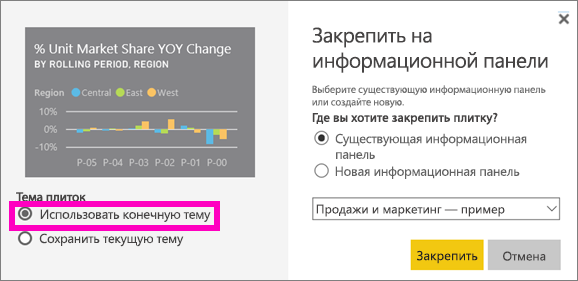 % Unit Market Share YOY Change
BY ROLLING PERIOD, REGION
Region Central East West
10%
0%
-10%
P-05 P-04 P-03 P-02 P-01 P-00
Тема плиток
Использовать конечную тему
Сохранить текущую тему
Закрепить на
информационной панели
Выберите существующую информационную панель
или создайте новую.
Где вы хотите закрепить плитку?
Существующая информационная
панель
Новая информационная панель
Продажи и маркетинг — пример
Закрепить Отмена